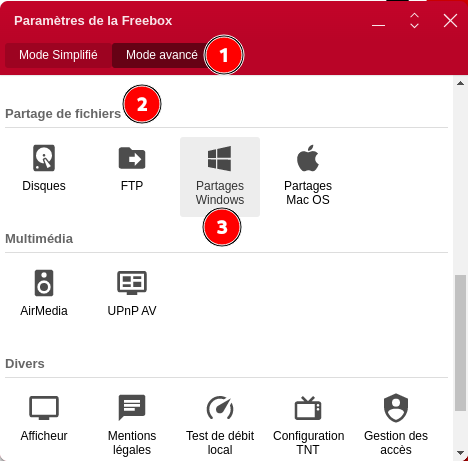 Paramètres de la Freebox
Mode Simplifié Mode avancé 1
Partage de fichiers 2
Disques FTP Partages Windows Partages Mac OS
3
Multimédia
AirMedia UPnP AV
Divers
Afficheur Mentions légales Test de débit local Configuration TNT Gestion des accès